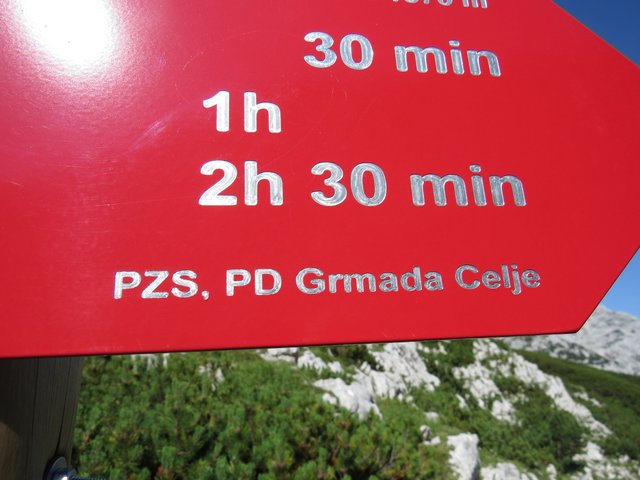 30 min
1h
2h 30 min
PZS, PD Grmada Celje